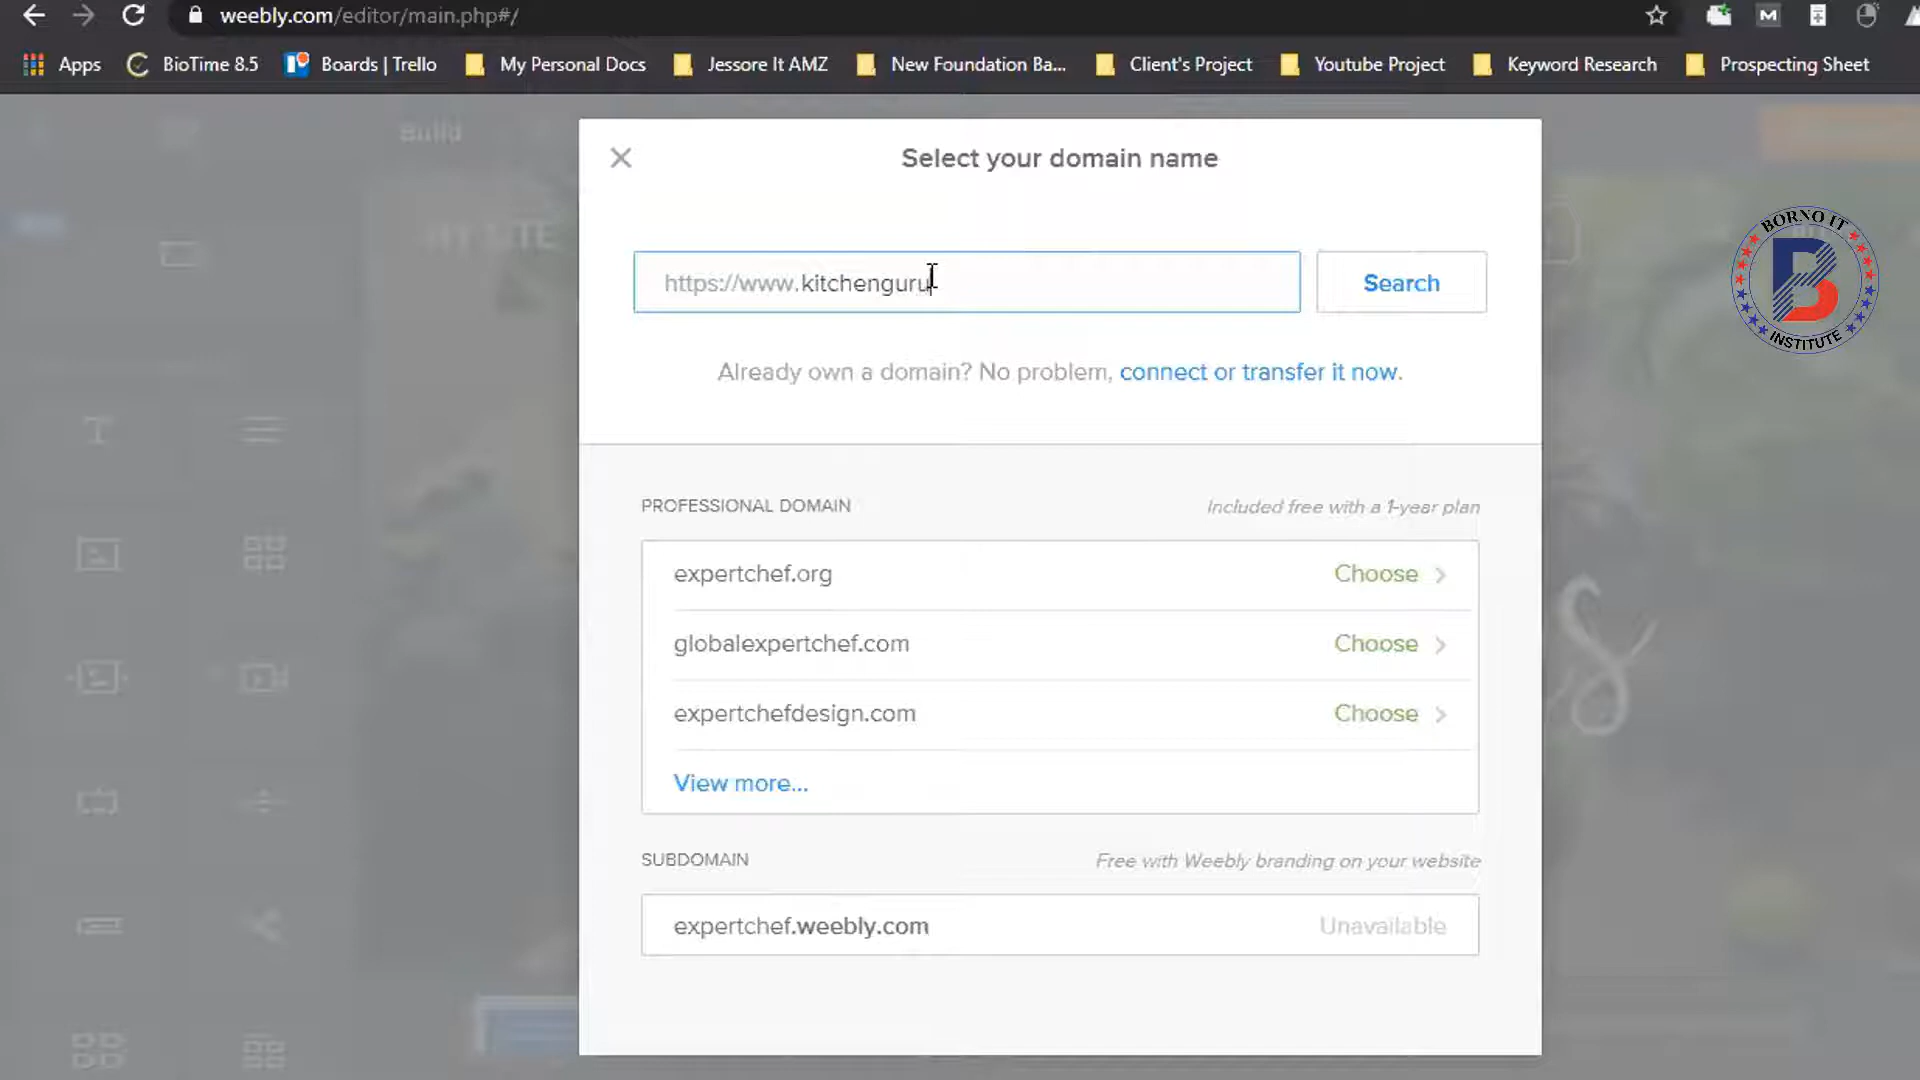 weebly.com/editor/main.php#/
Apps BioTime 8.5 Boards | Trello My Personal Docs Jessore It AMZ New Foundation Ba... Client's Project Youtube Project Keyword Research Prospecting Sheet
Build
Select your domain name
MY SITE
BORNO IT
B
INSTITUTE
https://www.kitchenguru
Search
Already own a domain? No problem, connect or transfer it now.
PROFESSIONAL DOMAIN
Included free with a 1-year plan
expertchef.org
Choose
globalexpertchef.com
Choose
expertchefdesign.com
Choose
View more...
SUBDOMAIN
Free with Weebly branding on your website
expertchef.weebly.com
Unavailable